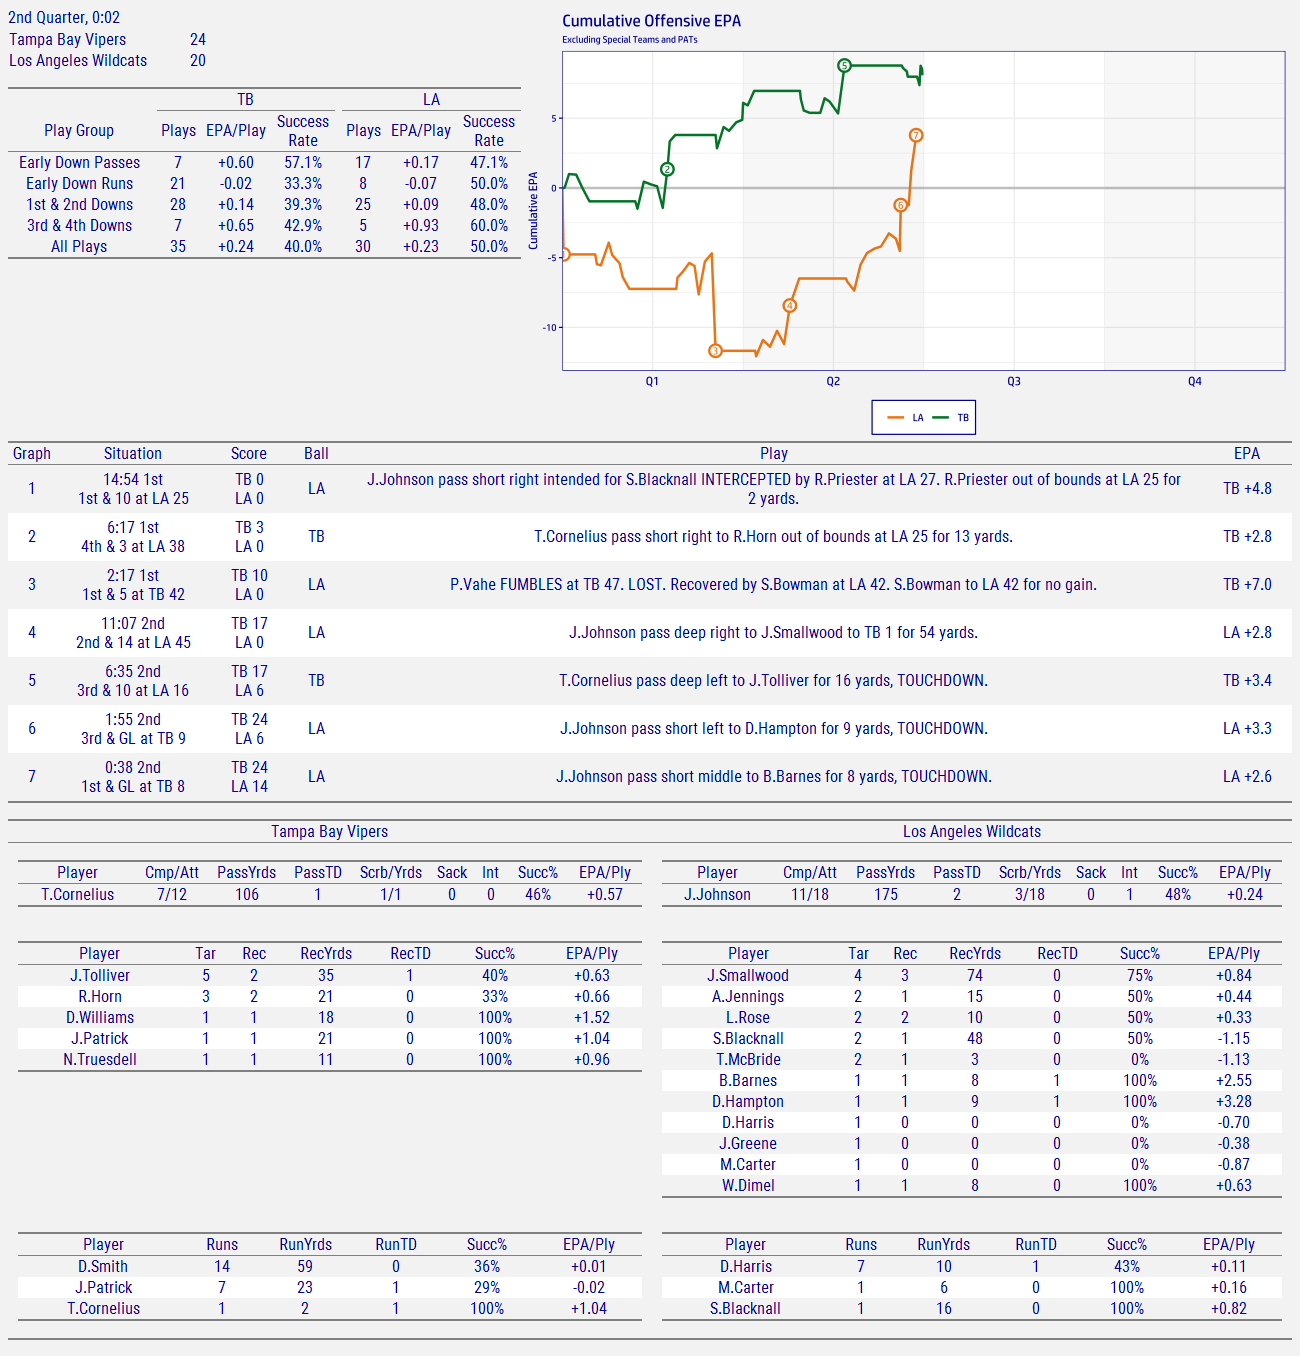 2nd Quarter, 0:02
Tampa Bay Vipers 24
Los Angeles Wildcats 20
TB LA
Play Group Plays EPA/Play Success Rate Plays EPA/Play Success Rate
Early Down Passes 7 +0.60 57.1% 17 +0.17 47.1%
Early Down Runs 21 -0.02 33.3% 8 -0.07 50.0%
1st & 2nd Downs 28 +0.14 39.3% 25 +0.09 48.0%
3rd & 4th Downs 7 +0.65 42.9% 5 +0.93 60.0%
All Plays 35 +0.24 40.0% 30 +0.23 50.0%
Cumulative Offensive EPA
Excluding Special Teams and PATs
Cumulative EPA
5
0
-5
-10
2
5
3
4
6
7
Q1 Q2 Q3 Q4
LA TB
Graph Situation Score Ball Play EPA
1 14:54 1st 1st & 10 at LA 25 TB 0 LA 0 LA J.Johnson pass short right intended for S.Blacknall INTERCEPTED by R.Priester at LA 27. R.Priester out of bounds at LA 25 for 2 yards. TB +4.8
2 6:17 1st 4th & 3 at LA 38 TB 3 LA 0 TB T.Cornelius pass short right to R.Horn out of bounds at LA 25 for 13 yards. TB +2.8
3 2:17 1st 1st & 5 at TB 42 TB 10 LA 0 LA P.Vahe FUMBLES at TB 47. LOST. Recovered by S.Bowman at LA 42. S.Bowman to LA 42 for no gain. TB +7.0
4 11:07 2nd 2nd & 14 at LA 45 TB 17 LA 0 LA J.Johnson pass deep right to J.Smallwood to TB 1 for 54 yards. LA +2.8
5 6:35 2nd 3rd & 10 at LA 16 TB 17 LA 6 TB T.Cornelius pass deep left to J.Tolliver for 16 yards, TOUCHDOWN. TB +3.4
6 1:55 2nd 3rd & GL at TB 9 TB 24 LA 6 LA J.Johnson pass short left to D.Hampton for 9 yards, TOUCHDOWN. LA +3.3
7 0:38 2nd 1st & GL at TB 8 TB 24 LA 14 LA J.Johnson pass short middle to B.Barnes for 8 yards, TOUCHDOWN. LA +2.6
Tampa Bay Vipers
Player Cmp/Att PassYrds PassTD Scrb/Yrds Sack Int Succ% EPA/Ply
T.Cornelius 7/12 106 1 1/1 0 0 46% +0.57
Player Tar Rec RecYrds RecTD Succ% EPA/Ply
J.Tolliver 5 2 35 1 40% +0.63
R.Horn 3 2 21 0 33% +0.66
D.Williams 1 1 18 0 100% +1.52
J.Patrick 1 1 21 0 100% +1.04
N.Truesdell 1 1 11 0 100% +0.96
Player Runs RunYrds RunTD Succ% EPA/Ply
D.Smith 14 59 0 36% +0.01
J.Patrick 7 23 1 29% -0.02
T.Cornelius 1 2 1 100% +1.04
Los Angeles Wildcats
Player Cmp/Att PassYrds PassTD Scrb/Yrds Sack Int Succ% EPA/Ply
J.Johnson 11/18 175 2 3/18 0 1 48% +0.24
Player Tar Rec RecYrds RecTD Succ% EPA/Ply
J.Smallwood 4 3 74 0 75% +0.84
A.Jennings 2 1 15 0 50% +0.44
L.Rose 2 2 10 0 50% +0.33
S.Blacknall 2 1 48 0 50% -1.15
T.McBride 2 1 3 0 0% -1.13
B.Barnes 1 1 8 1 100% +2.55
D.Hampton 1 1 9 1 100% +3.28
D.Harris 1 0 0 0 0% -0.70
J.Greene 1 0 0 0 0% -0.38
M.Carter 1 0 0 0 0% -0.87
W.Dimel 1 1 8 0 100% +0.63
Player Runs RunYrds RunTD Succ% EPA/Ply
D.Harris 7 10 1 43% +0.11
M.Carter 1 6 0 100% +0.16
S.Blacknall 1 16 0 100% +0.82